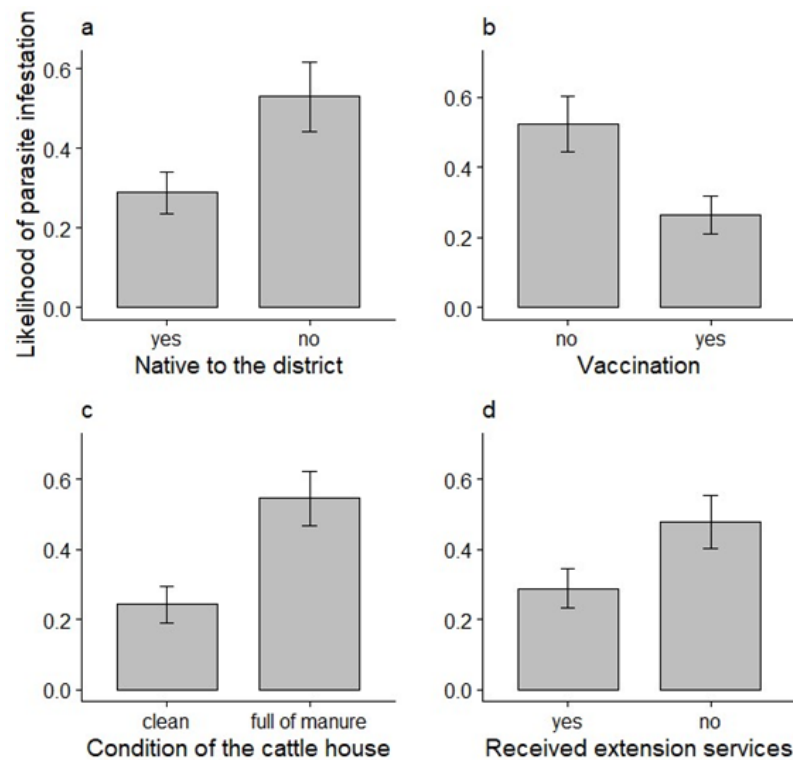 a
Likelihood of parasite infestation
0.6
0.4
0.2
0.0
yes no
Native to the district
b
0.6
0.4
0.2
0.0
no yes
Vaccination
c
0.6
0.4
0.2
0.0
clean full of manure
Condition of the cattle house
d
0.6
0.4
0.2
0.0
yes no
Received extension services